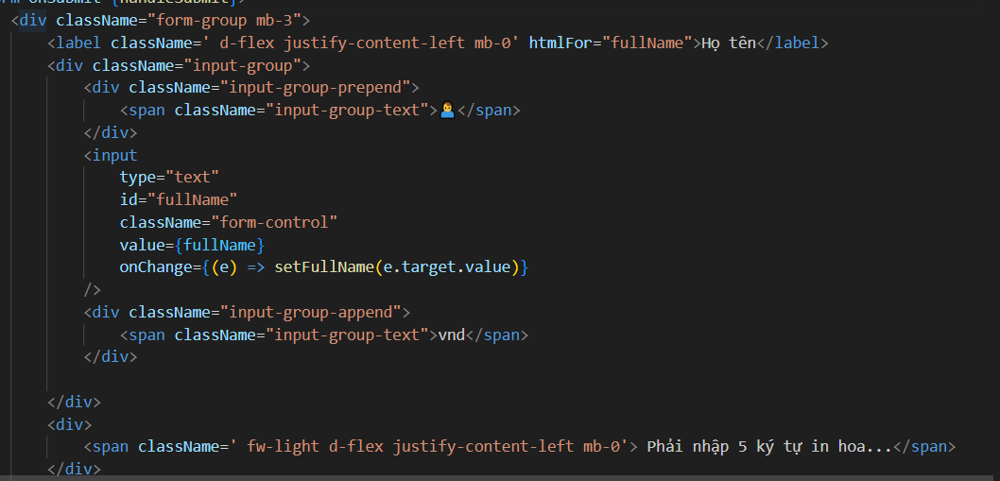 <div className="form-group mb-3">
<label className=' d-flex justify-content-left mb-0' htmlFor="fullName">Họ tên</label>
<div className="input-group">
<div className="input-group-prepend">
<span className="input-group-text">🙍‍♂️</span>
</div>
<input
type="text"
id="fullName"
className="form-control"
value={fullName}
onChange={(e) => setFullName(e.target.value)}
/>
<div className="input-group-append">
<span className="input-group-text">vnd</span>
</div>
</div>
<div>
<span className=' fw-light d-flex justify-content-left mb-0'> Phải nhập 5 ký tự in hoa...</span>
</div>